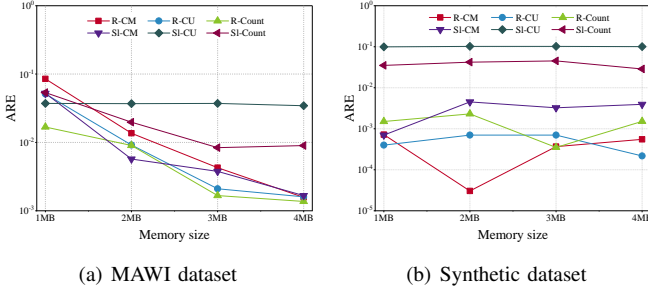 R-CM R-CU R-Count
Sl-CM Sl-CU Sl-Count
10⁰
10⁻¹
10⁻²
10⁻³
ARE
1MB 2MB 3MB 4MB
Memory size
(a) MAWI dataset
R-CM R-CU R-Count
Sl-CM Sl-CU Sl-Count
10⁰
10⁻¹
10⁻²
10⁻³
10⁻⁴
10⁻⁵
ARE
1MB 2MB 3MB 4MB
Memory size
(b) Synthetic dataset